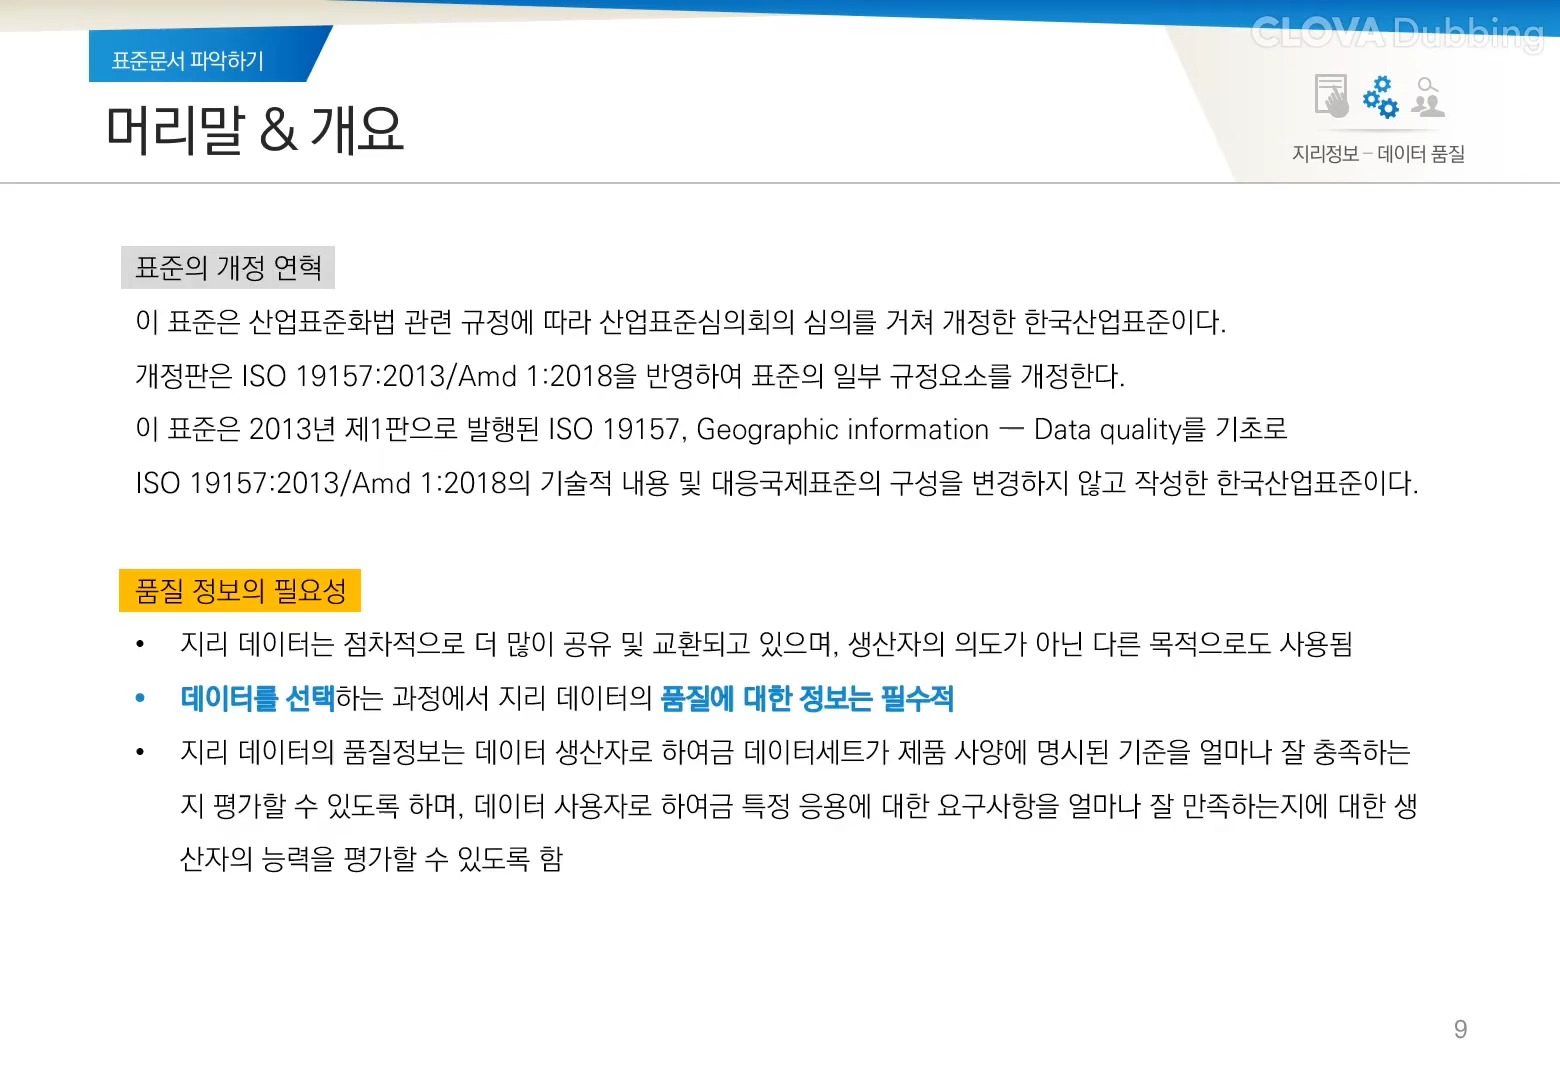 CLOVA Dubbing
표준문서 파악하기
머리말 & 개요
지리정보 – 데이터 품질
표준의 개정 연혁
이 표준은 산업표준화법 관련 규정에 따라 산업표준심의회의 심의를 거쳐 개정한 한국산업표준이다.
개정판은 ISO 19157:2013/Amd 1:2018을 반영하여 표준의 일부 규정요소를 개정한다.
이 표준은 2013년 제1판으로 발행된 ISO 19157, Geographic information — Data quality를 기초로
ISO 19157:2013/Amd 1:2018의 기술적 내용 및 대응국제표준의 구성을 변경하지 않고 작성한 한국산업표준이다.
품질 정보의 필요성
• 지리 데이터는 점차적으로 더 많이 공유 및 교환되고 있으며, 생산자의 의도가 아닌 다른 목적으로도 사용됨
• 데이터를 선택하는 과정에서 지리 데이터의 품질에 대한 정보는 필수적
• 지리 데이터의 품질정보는 데이터 생산자로 하여금 데이터세트가 제품 사양에 명시된 기준을 얼마나 잘 충족하는
지 평가할 수 있도록 하며, 데이터 사용자로 하여금 특정 응용에 대한 요구사항을 얼마나 잘 만족하는지에 대한 생
산자의 능력을 평가할 수 있도록 함
9